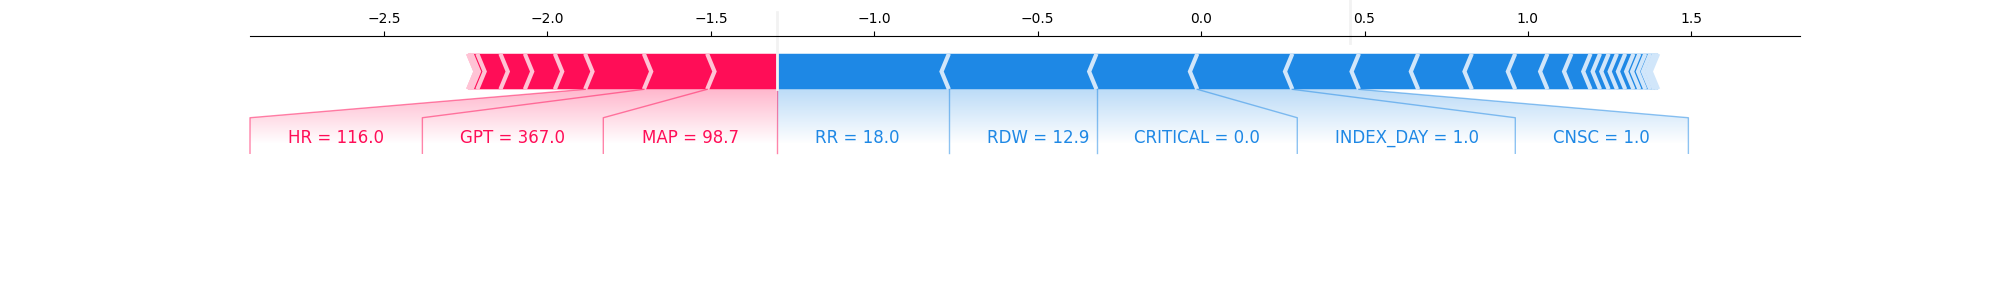 −2.5 −2.0 −1.5 −1.0 −0.5 0.0 0.5 1.0 1.5
HR = 116.0 GPT = 367.0 MAP = 98.7 RR = 18.0 RDW = 12.9 CRITICAL = 0.0 INDEX_DAY = 1.0 CNSC = 1.0